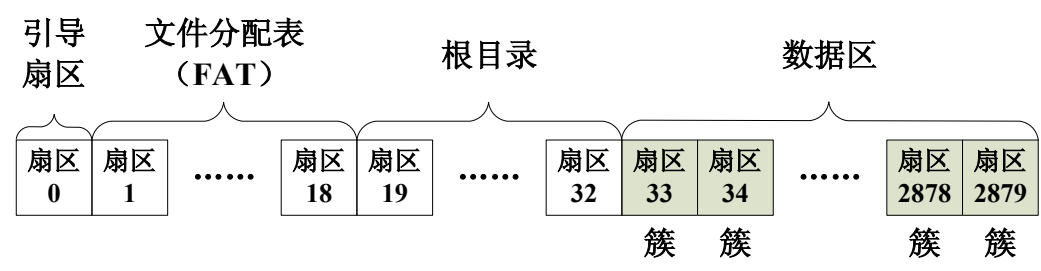 引导
扇区
文件分配表
（FAT）
根目录
数据区
扇区
0
扇区
1
……
扇区
18
扇区
19
……
扇区
32
扇区
33
扇区
34
……
扇区
2878
扇区
2879
簇
簇
簇
簇